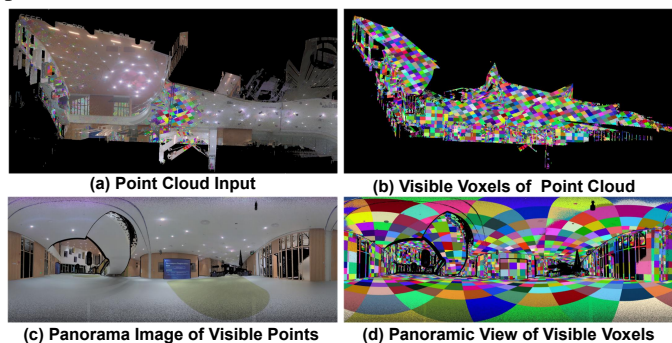 (a) Point Cloud Input
(b) Visible Voxels of Point Cloud
(c) Panorama Image of Visible Points
(d) Panoramic View of Visible Voxels